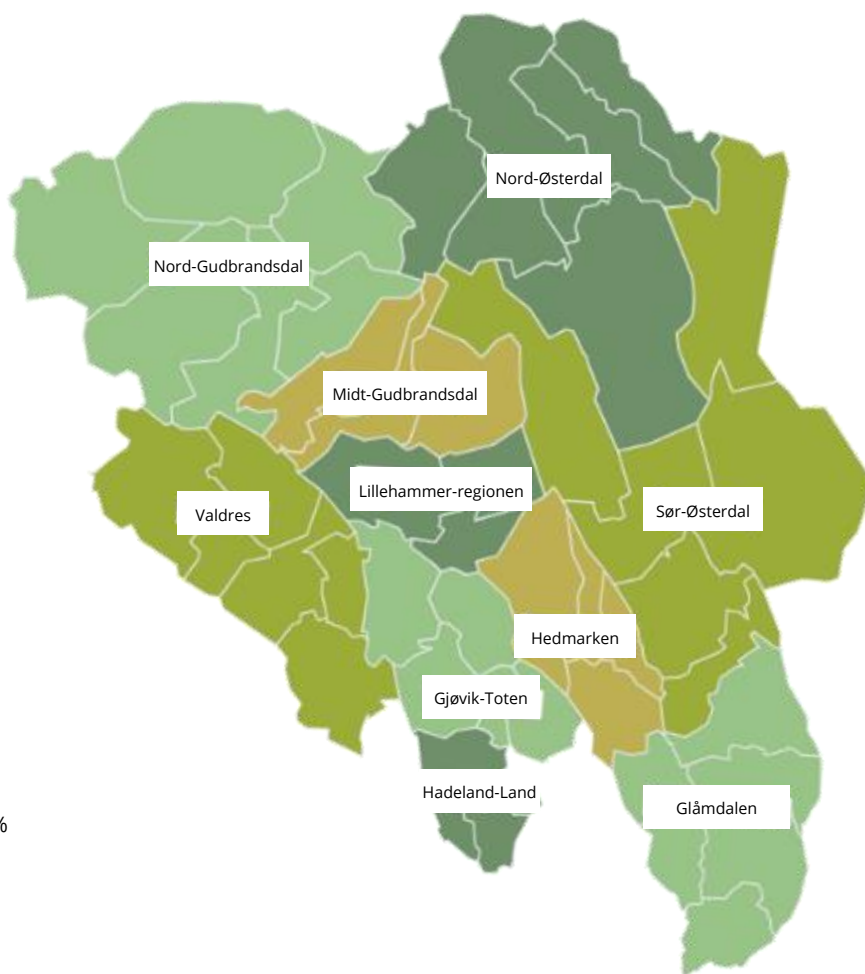 Nord-Østerdal
Nord-Gudbrandsdal
Midt-Gudbrandsdal
Lillehammer-regionen
Valdres
Sør-Østerdal
Hedmarken
Gjøvik-Toten
Hadeland-Land
Glåmdalen
%